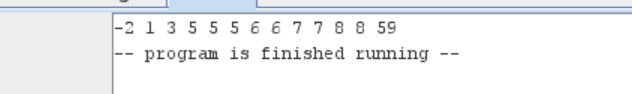 -2 1 3 5 5 5 6 6 7 7 8 8 59
-- program is finished running --